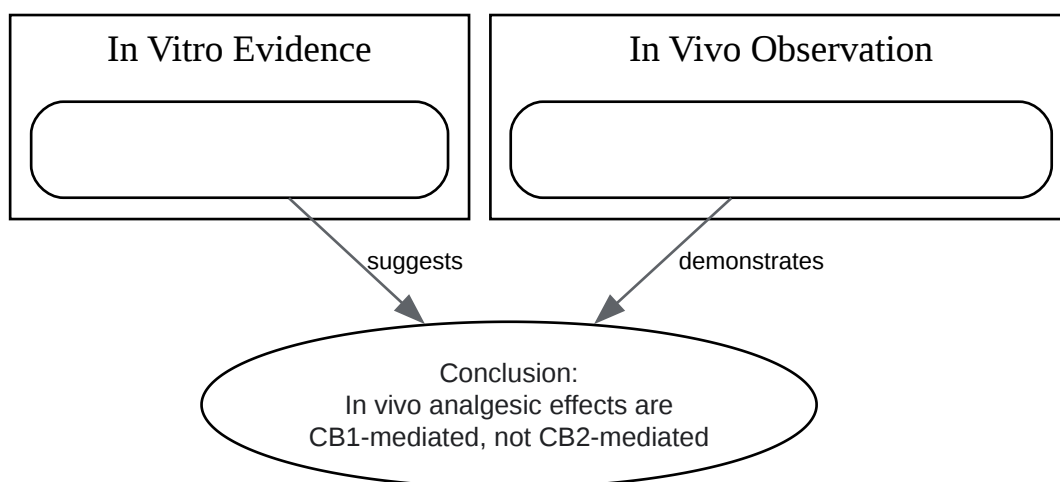 In Vitro Evidence
In Vivo Observation
suggests
demonstrates
Conclusion:
In vivo analgesic effects are
CB1-mediated, not CB2-mediated